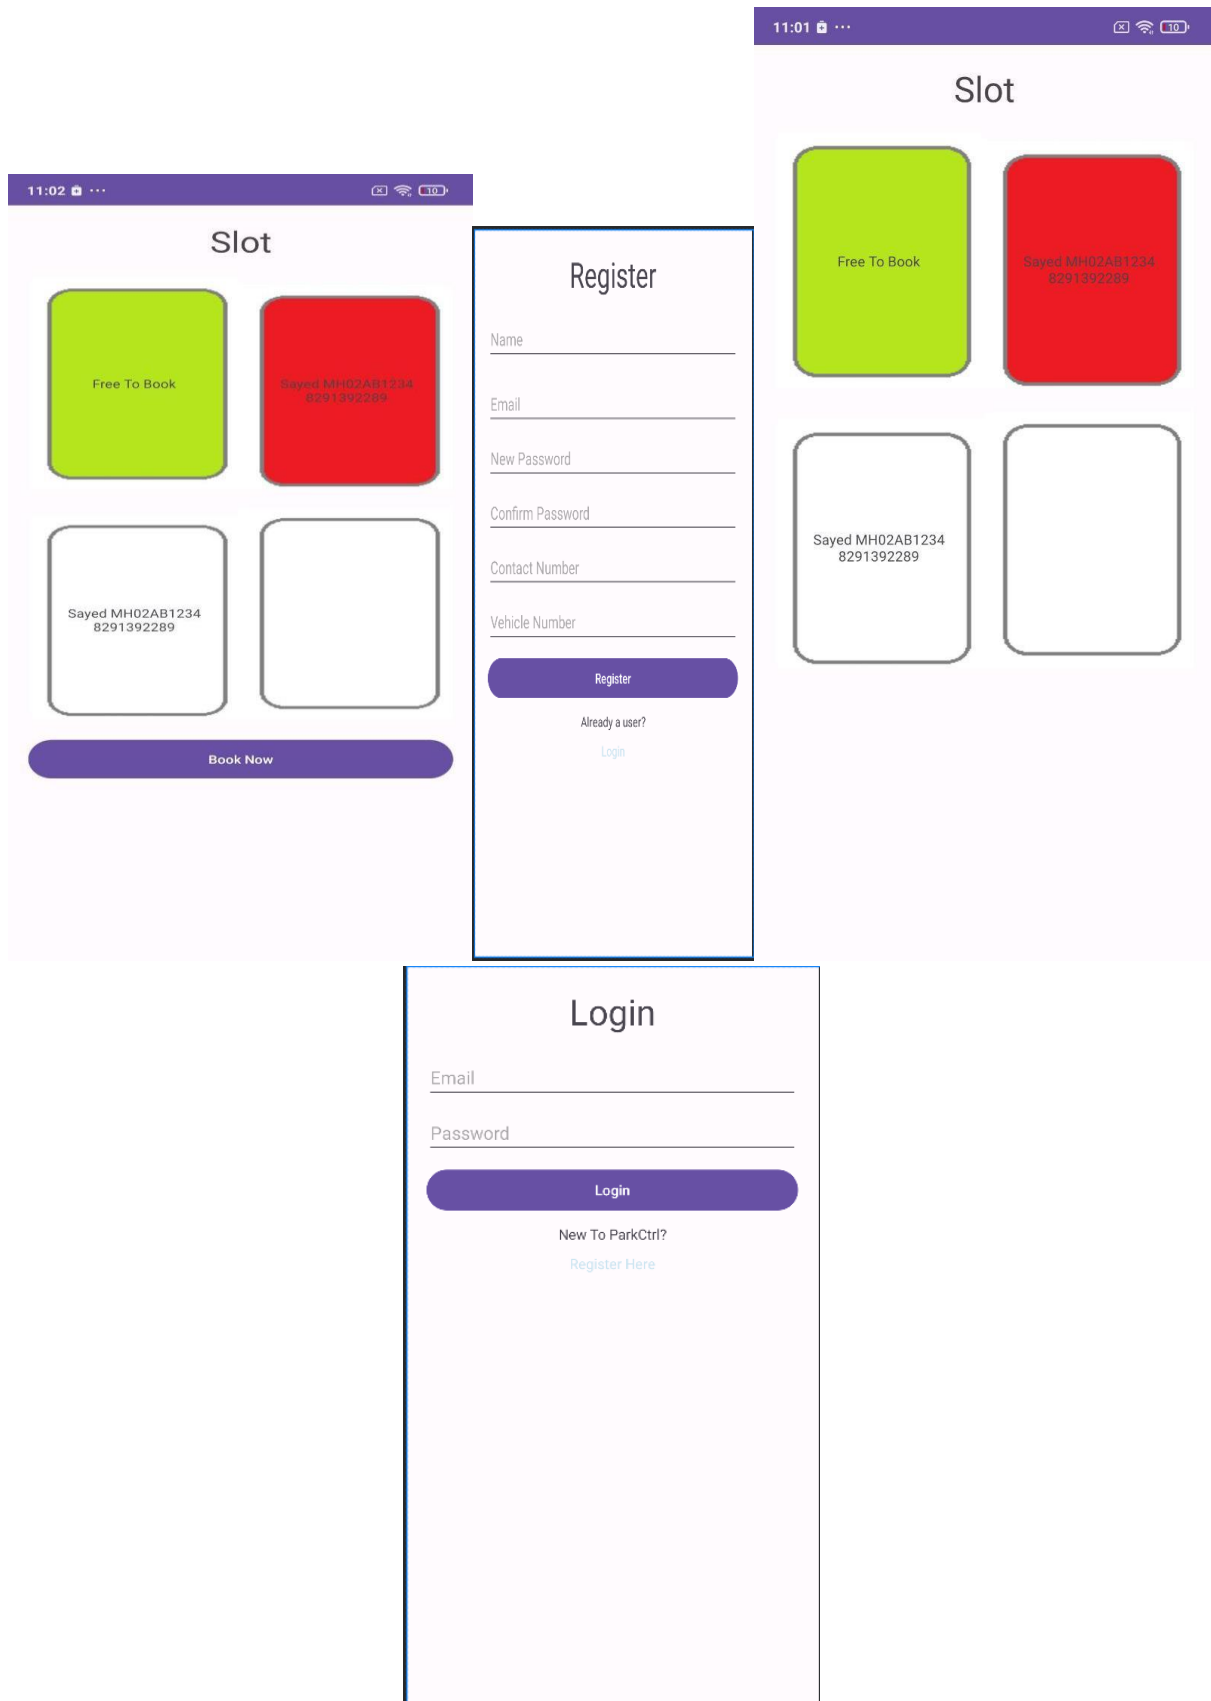 11:02
10
Slot
Free To Book
Sayed MH02AB1234
8291392289
Sayed MH02AB1234
8291392289
Book Now
Register
Name
Email
New Password
Confirm Password
Contact Number
Vehicle Number
Register
Already a user?
Login
11:01
10
Slot
Free To Book
Sayed MH02AB1234
8291392289
Sayed MH02AB1234
8291392289
Login
Email
Password
Login
New To ParkCtrl?
Register Here